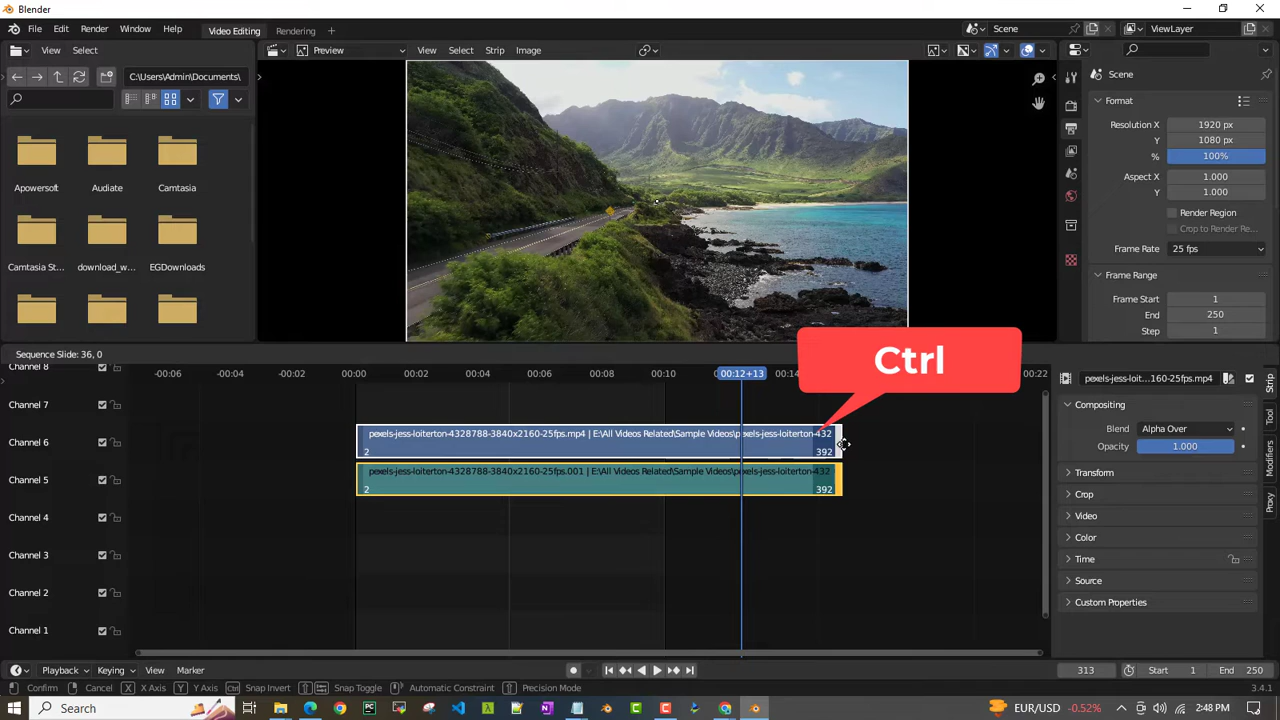 Blender
File Edit Render Window Help
Video Editing
Rendering
+
Scene
ViewLayer
View Select
Preview
View Select Strip Image
C:\Users\Admin\Documents\
Scene
Format
Resolution X 1920 px
Y 1080 px
% 100%
Aspect X 1.000
Y 1.000
Render Region
Crop to Render Re...
Frame Rate 25 fps
Frame Range
Frame Start 1
End 250
Step 1
Apowersoft Audiate Camtasia
Camtasia St... download_w... EGDownloads
Sequence Slide: 36, 0
Ctrl
-00:06 -00:04 -00:02 00:00 00:02 00:04 00:06 00:08 00:10 00:12+13 00:14 00:22
Channel 8
Channel 7
Channel 6
Channel 5
Channel 4
Channel 3
Channel 2
Channel 1
pexels-jess-loiterton-4328788-3840x2160-25fps.mp4 | E:\All Videos Related\Sample Videos\pexels-jess-loiterton-432
2 392
pexels-jess-loiterton-4328788-3840x2160-25fps.001 | E:\All Videos Related\Sample Videos\pexels-jess-loiterton-432
2 392
pexels-jess-loit...160-25fps.mp4
Compositing
Blend Alpha Over
Opacity 1.000
Transform
Crop
Video
Color
Time
Source
Custom Properties
Strip
Tool
Modifiers
Proxy
Playback Keying View Marker
313
Start 1 End 250
Confirm Cancel X X Axis Y Y Axis Ctrl Snap Invert Snap Toggle Automatic Constraint Precision Mode
3.4.1
Search
EUR/USD -0.52%
2:48 PM